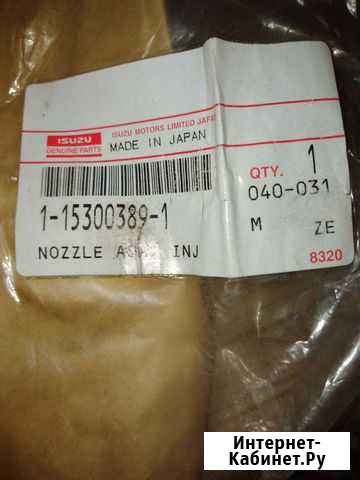 ISUZU
GENUINE PARTS
ISUZU MOTORS LIMITED JAPAN
MADE IN JAPAN
QTY. 1
040-031
1-15300389-1
M ZE
NOZZLE INJ
8320
Интернет-
Кабинет.Ру